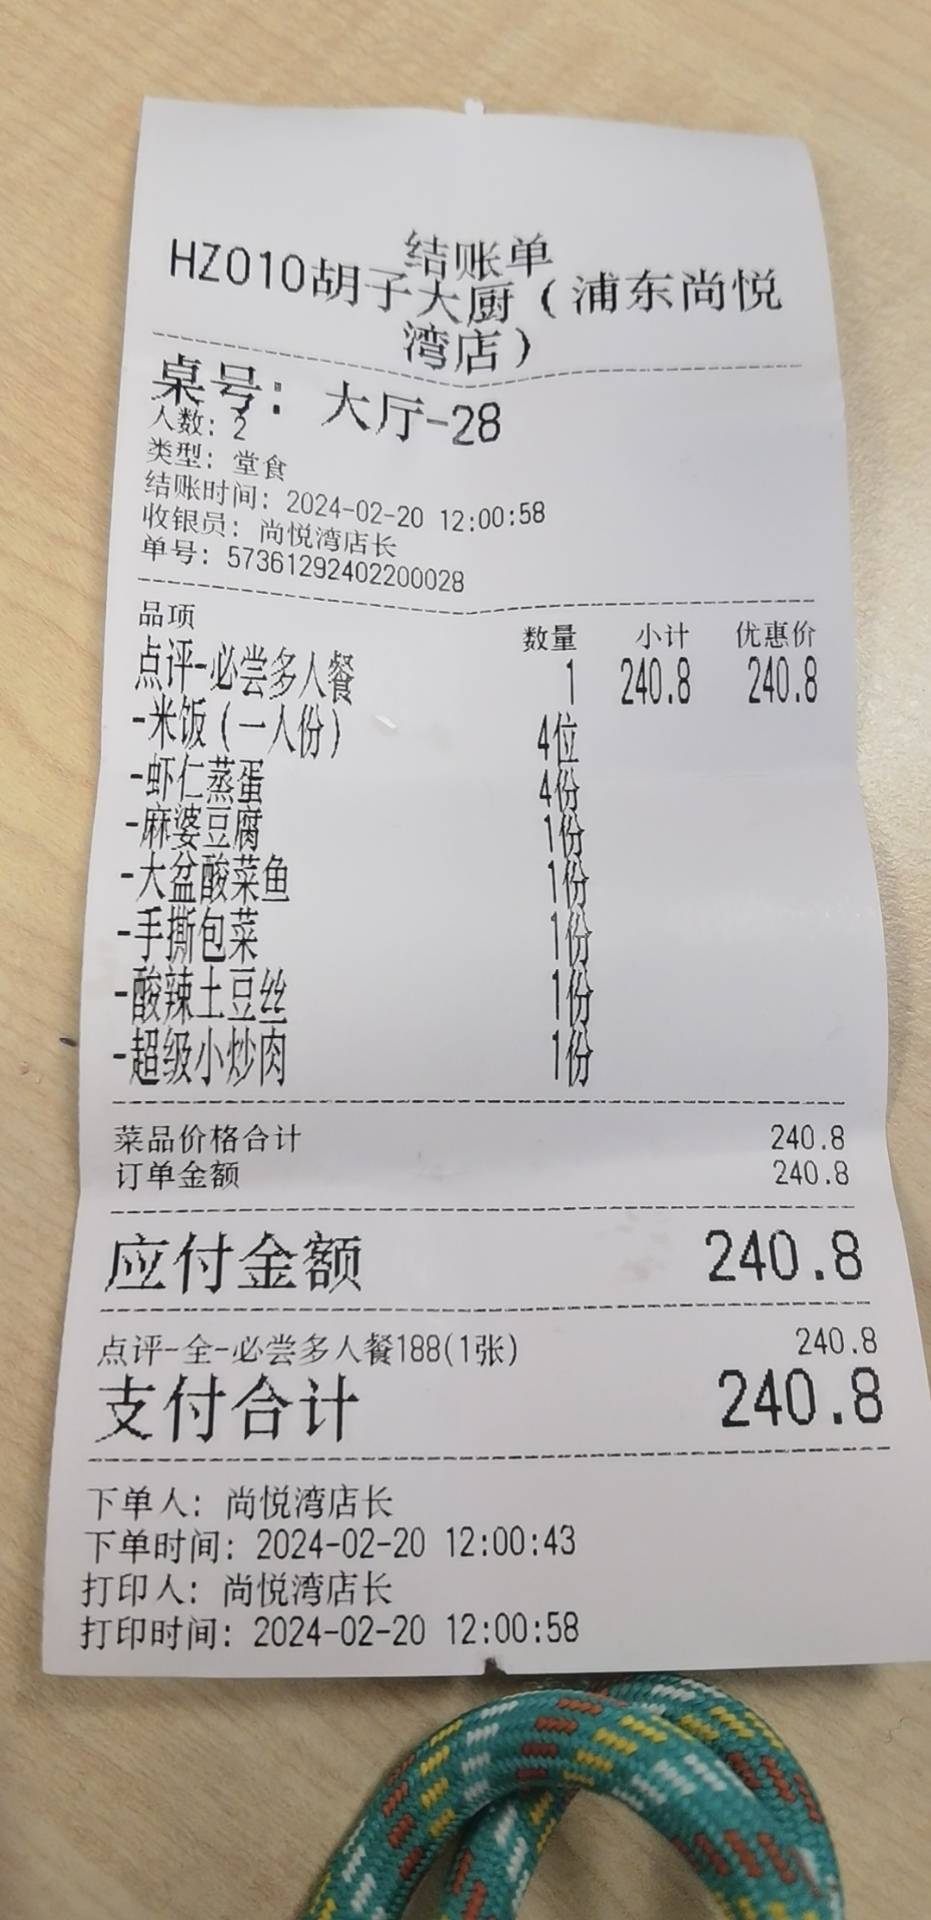 结账单
HZ010胡子大厨（浦东尚悦
湾店）
桌号：大厅-28
人数：2
类型：堂食
结账时间：2024-02-20 12:00:58
收银员：尚悦湾店长
单号：57361292402200028
品项 数量 小计 优惠价
点评-必尝多人餐 1 240.8 240.8
-米饭（一人份） 4位
-虾仁蒸蛋 4份
-麻婆豆腐 1份
-大盆酸菜鱼 1份
-手撕包菜 1份
-酸辣土豆丝 1份
-超级小炒肉 1份
菜品价格合计 240.8
订单金额 240.8
应付金额 240.8
点评-全-必尝多人餐188(1张) 240.8
支付合计 240.8
下单人：尚悦湾店长
下单时间：2024-02-20 12:00:43
打印人：尚悦湾店长
打印时间：2024-02-20 12:00:58